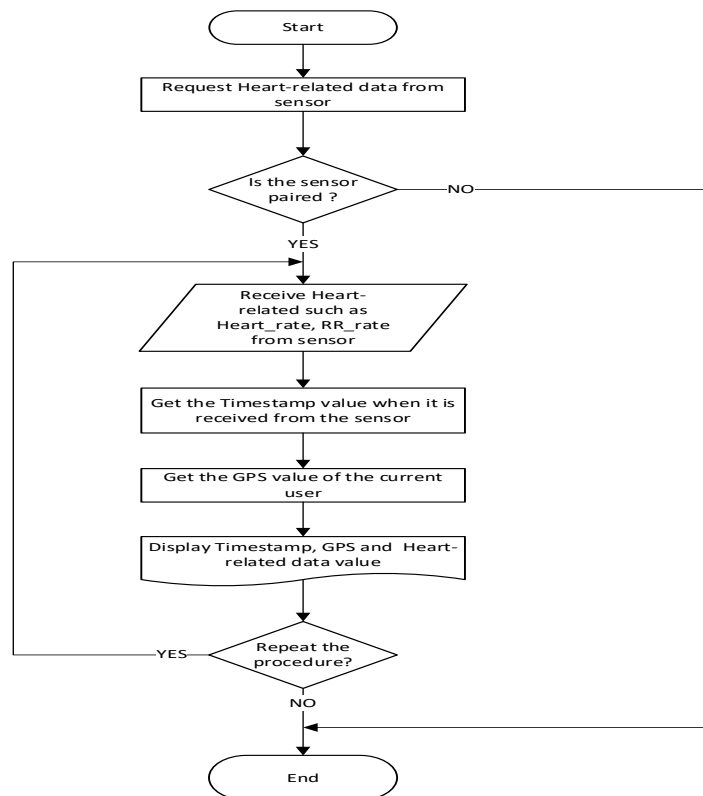 Start
Request Heart-related data from
sensor
Is the sensor
paired ?
NO
YES
Receive Heart-
related such as
Heart_rate, RR_rate
from sensor
Get the Timestamp value when it is
received from the sensor
Get the GPS value of the current
user
Display Timestamp, GPS and Heart-
related data value
Repeat the
procedure?
YES
NO
End